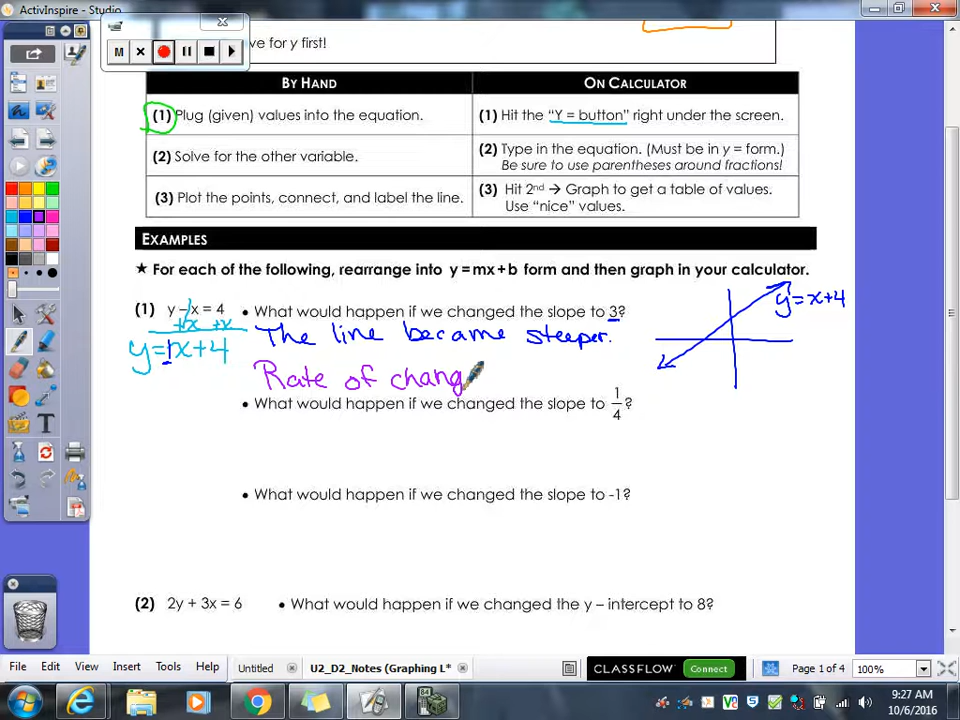 ActivInspire - Studio
M
ve for y first!
BY HAND
ON CALCULATOR
(1) Plug (given) values into the equation.
(1) Hit the "Y = button" right under the screen.
(2) Solve for the other variable.
(2) Type in the equation. (Must be in y = form.)
Be sure to use parentheses around fractions!
(3) Plot the points, connect, and label the line.
(3) Hit 2nd → Graph to get a table of values.
Use "nice" values.
EXAMPLES
★ For each of the following, rearrange into y = mx + b form and then graph in your calculator.
(1) y – x = 4
• What would happen if we changed the slope to 3?
+x +x
y=1x+4
The line became steeper.
y=x+4
Rate of chang
• What would happen if we changed the slope to 1/4?
• What would happen if we changed the slope to -1?
(2) 2y + 3x = 6
• What would happen if we changed the y – intercept to 8?
File Edit View Insert Tools Help
Untitled
U2_D2_Notes (Graphing L*
CLASSFLOW Connect
Page 1 of 4
100%
84
9:27 AM
10/6/2016